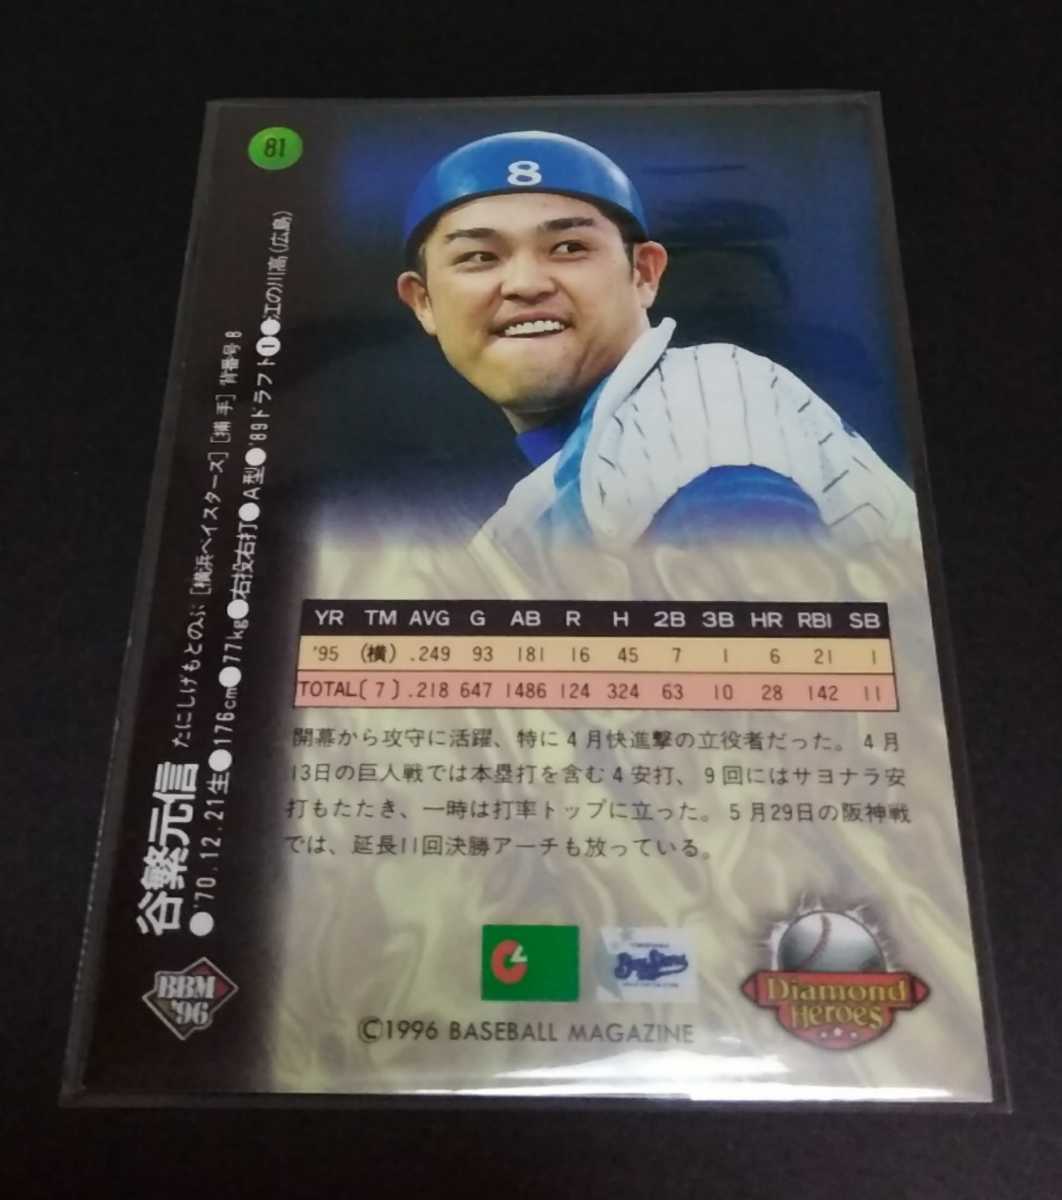 81
8
谷繁元信 たにしげもとのぶ [横浜ベイスターズ] [捕手] 背番号8
●'70.12.21生●176cm●77kg●右投右打●A型●'89ドラフト❶●江の川高(広島)
YR TM AVG G AB R H 2B 3B HR RBI SB
'95 (横) .249 93 181 16 45 7 1 6 21 1
TOTAL〔7〕.218 647 1486 124 324 63 10 28 142 11
開幕から攻守に活躍、特に4月快進撃の立役者だった。4月
13日の巨人戦では本塁打を含む4安打、9回にはサヨナラ安
打もたたき、一時は打率トップに立った。5月29日の阪神戦
では、延長11回決勝アーチも放っている。
BBM
'96
BayStars
Diamond
Heroes
©1996 BASEBALL MAGAZINE